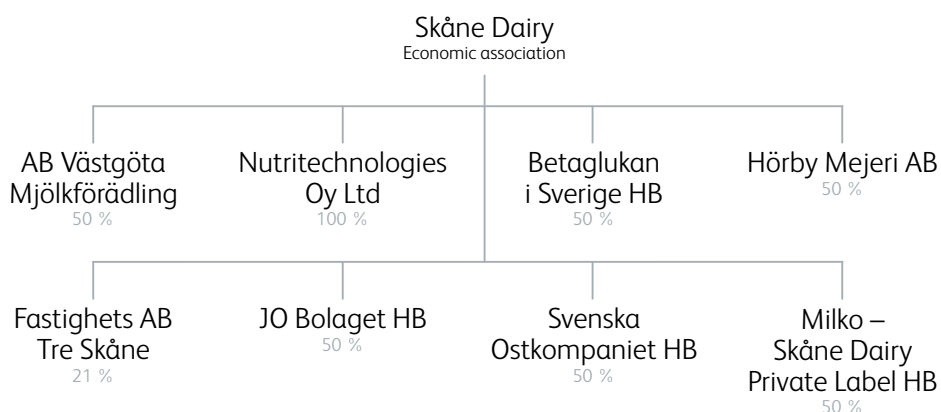 Skåne Dairy
Economic association
AB Västgöta
Mjölkförädling
50 %
Nutritechnologies
Oy Ltd
100 %
Betaglukan
i Sverige HB
50 %
Hörby Mejeri AB
50 %
Fastighets AB
Tre Skåne
21 %
JO Bolaget HB
50 %
Svenska
Ostkompaniet HB
50 %
Milko –
Skåne Dairy
Private Label HB
50 %